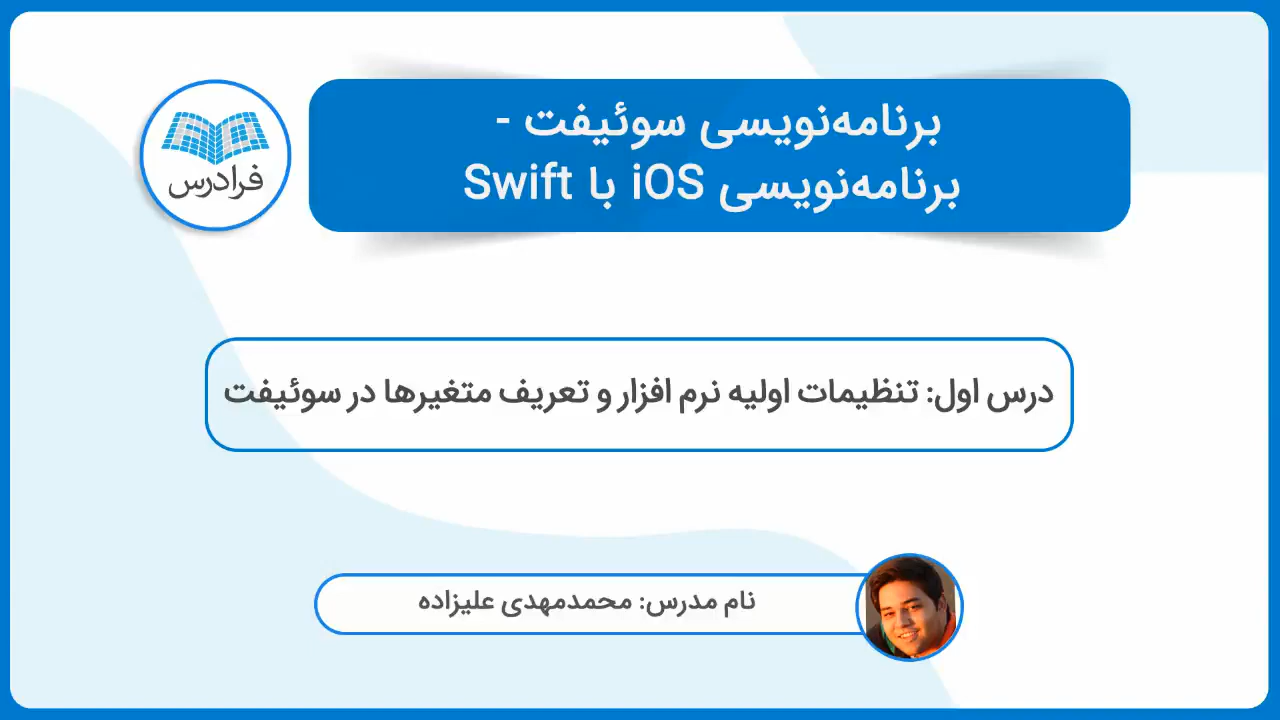 برنامه‌نویسی سوئیفت -
برنامه‌نویسی iOS با Swift
فرادرس
درس اول: تنظیمات اولیه نرم افزار و تعریف متغیرها در سوئیفت
نام مدرس: محمدمهدی علیزاده